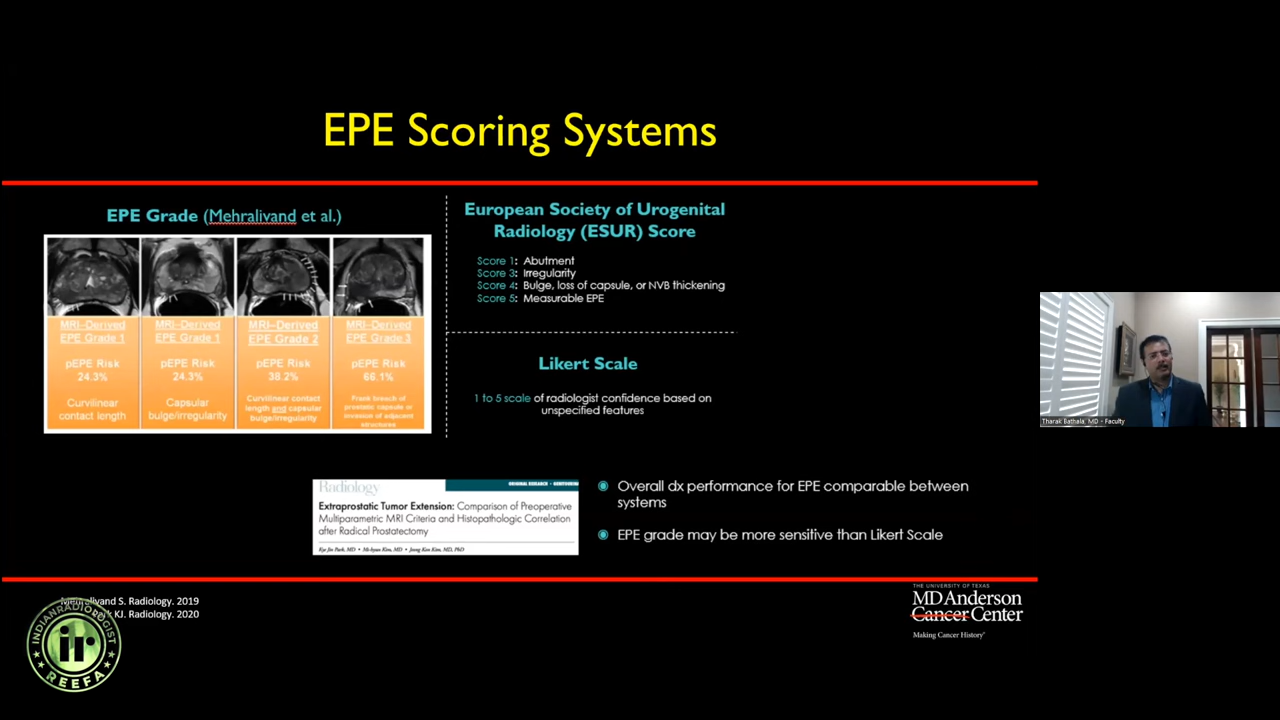 EPE Scoring Systems
EPE Grade (Mehralivand et al.)
MRI-Derived
EPE Grade 1
pEPE Risk
24.3%
Curvilinear
contact length
MRI-Derived
EPE Grade 1
pEPE Risk
24.3%
Capsular
bulge/irregularity
MRI-Derived
EPE Grade 2
pEPE Risk
38.2%
Curvilinear contact
length and capsular
bulge/irregularity
MRI-Derived
EPE Grade 3
pEPE Risk
66.1%
Frank breach of
prostatic capsule or
invasion of adjacent
structures
European Society of Urogenital
Radiology (ESUR) Score
Score 1: Abutment
Score 3: Irregularity
Score 4: Bulge, loss of capsule, or NVB thickening
Score 5: Measurable EPE
Likert Scale
1 to 5 scale of radiologist confidence based on
unspecified features
Radiology
ORIGINAL RESEARCH •
Extraprostatic Tumor Extension: Comparison of Preoperative
Multiparametric MRI Criteria and Histopathologic Correlation
after Radical Prostatectomy
Kye Jin Park, MD • Mi-hyun Kim, MD • Jeong Kon Kim, MD, PhD
Overall dx performance for EPE comparable between
systems
EPE grade may be more sensitive than Likert Scale
Tharak Bathala, MD - Faculty
Mehralivand S. Radiology. 2019
KJ. Radiology. 2020
THE UNIVERSITY OF TEXAS
MD Anderson
Cancer Center
Making Cancer History®
INDIANRADIOLOGIST
ir
REEFA